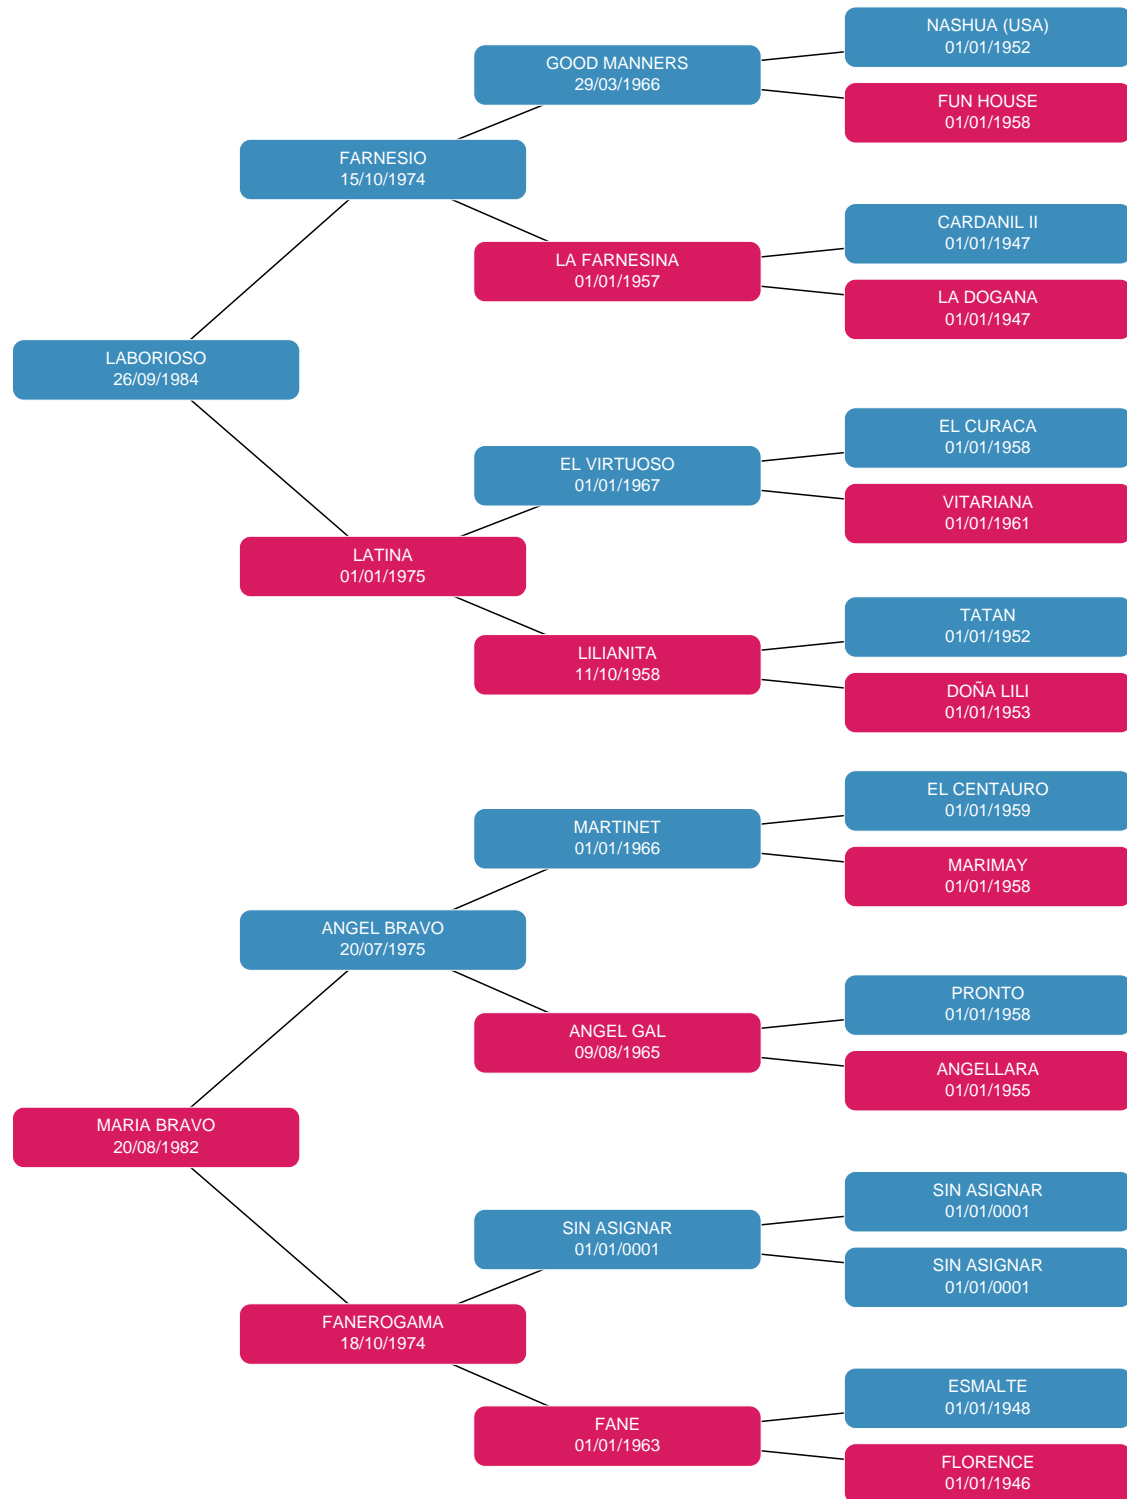 NASHUA (USA)
01/01/1952
GOOD MANNERS
29/03/1966
FUN HOUSE
01/01/1958
FARNESIO
15/10/1974
CARDANIL II
01/01/1947
LA FARNESINA
01/01/1957
LA DOGANA
01/01/1947
LABORIOSO
26/09/1984
EL CURACA
01/01/1958
EL VIRTUOSO
01/01/1967
VITARIANA
01/01/1961
LATINA
01/01/1975
TATAN
01/01/1952
LILIANITA
11/10/1958
DOÑA LILI
01/01/1953
EL CENTAURO
01/01/1959
MARTINET
01/01/1966
MARIMAY
01/01/1958
ANGEL BRAVO
20/07/1975
PRONTO
01/01/1958
ANGEL GAL
09/08/1965
ANGELLARA
01/01/1955
MARIA BRAVO
20/08/1982
SIN ASIGNAR
01/01/0001
SIN ASIGNAR
01/01/0001
SIN ASIGNAR
01/01/0001
FANEROGAMA
18/10/1974
ESMALTE
01/01/1948
FANE
01/01/1963
FLORENCE
01/01/1946